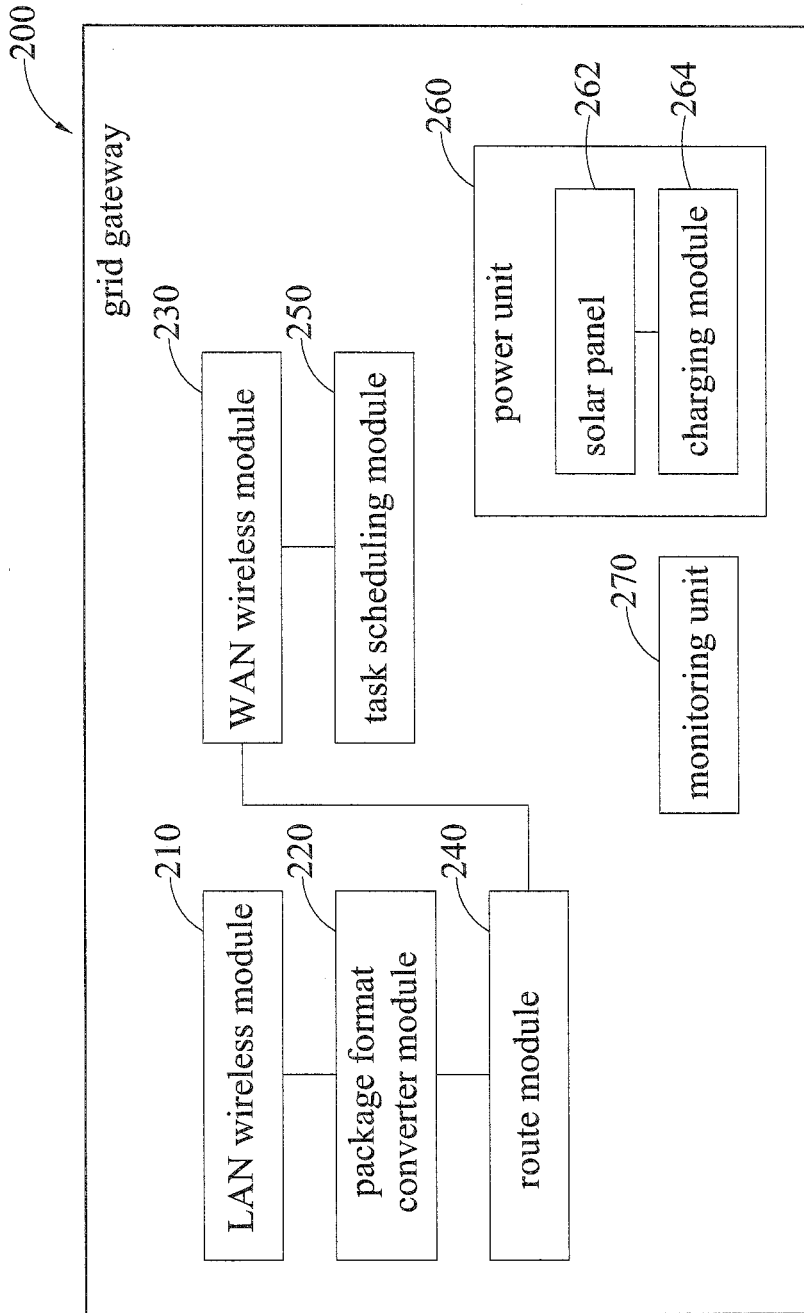 200
grid gateway
210
LAN wireless module
220
package format
converter module
240
route module
230
WAN wireless module
250
task scheduling module
270
monitoring unit
260
power unit
262
solar panel
264
charging module